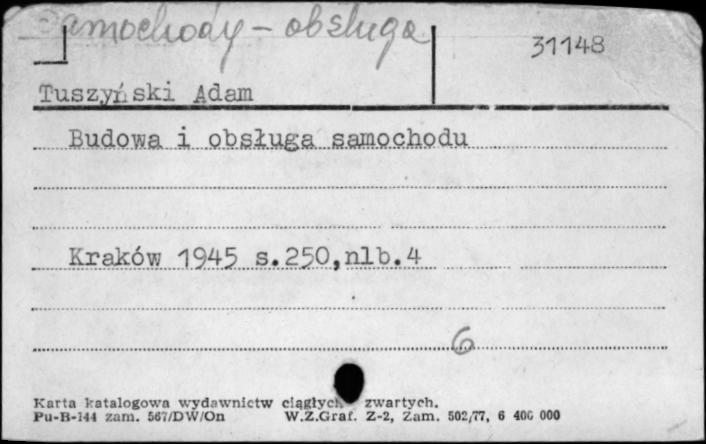 Samochody - obsługa
31148
Tuszyński Adam
Budowa i obsługa samochodu
Kraków 1945 s.250,nlb.4
6
Karta katalogowa wydawnictw ciągłych zwartych.
Pu-B-144 zam. 567/DW/On W.Z.Graf. Z-2, Zam. 502/77, 6 400 000